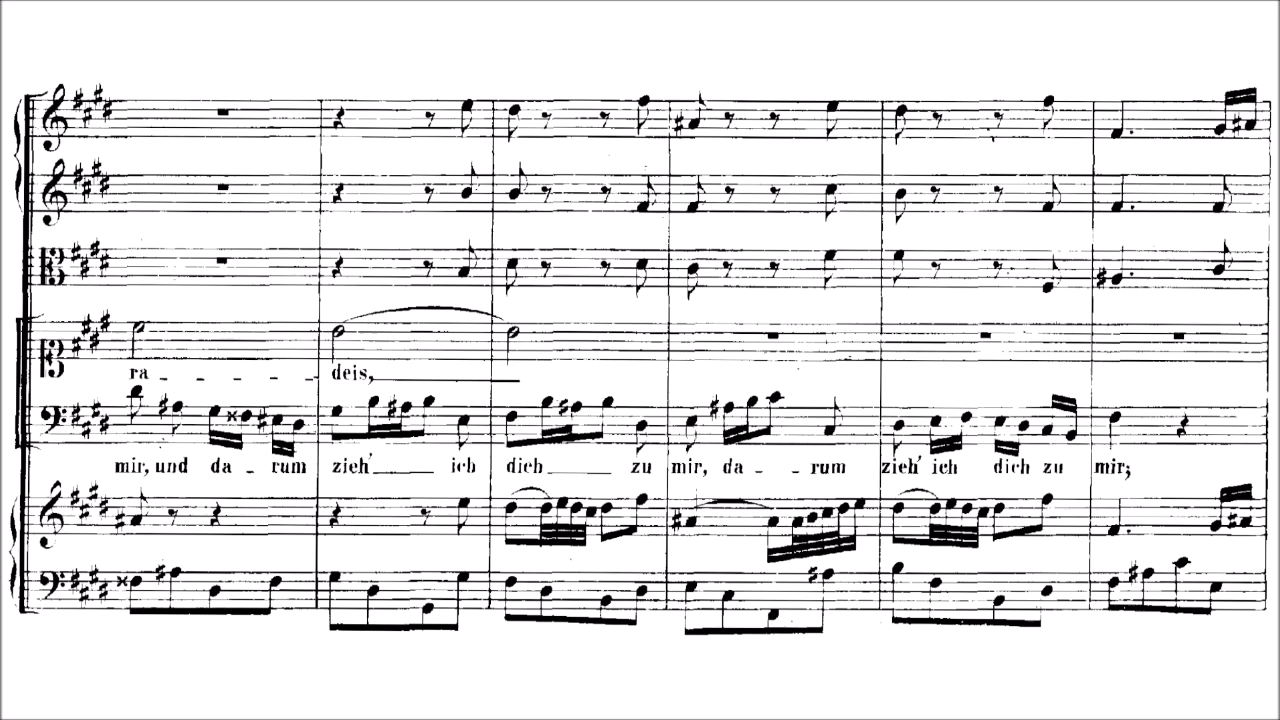 ra - - - - - deis,
mir, und da - rum zieh' ich dich zu mir, da - - rum zieh' ich dich zu mir;